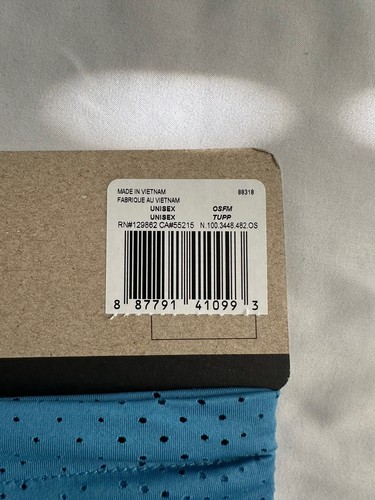 MADE IN VIETNAM 88318
FABRIQUE AU VIETNAM
UNISEX OSFM
UNISEX TUPP
RN#129862 CA#55215 N.100.3448.482.OS
8 87791 41099 3